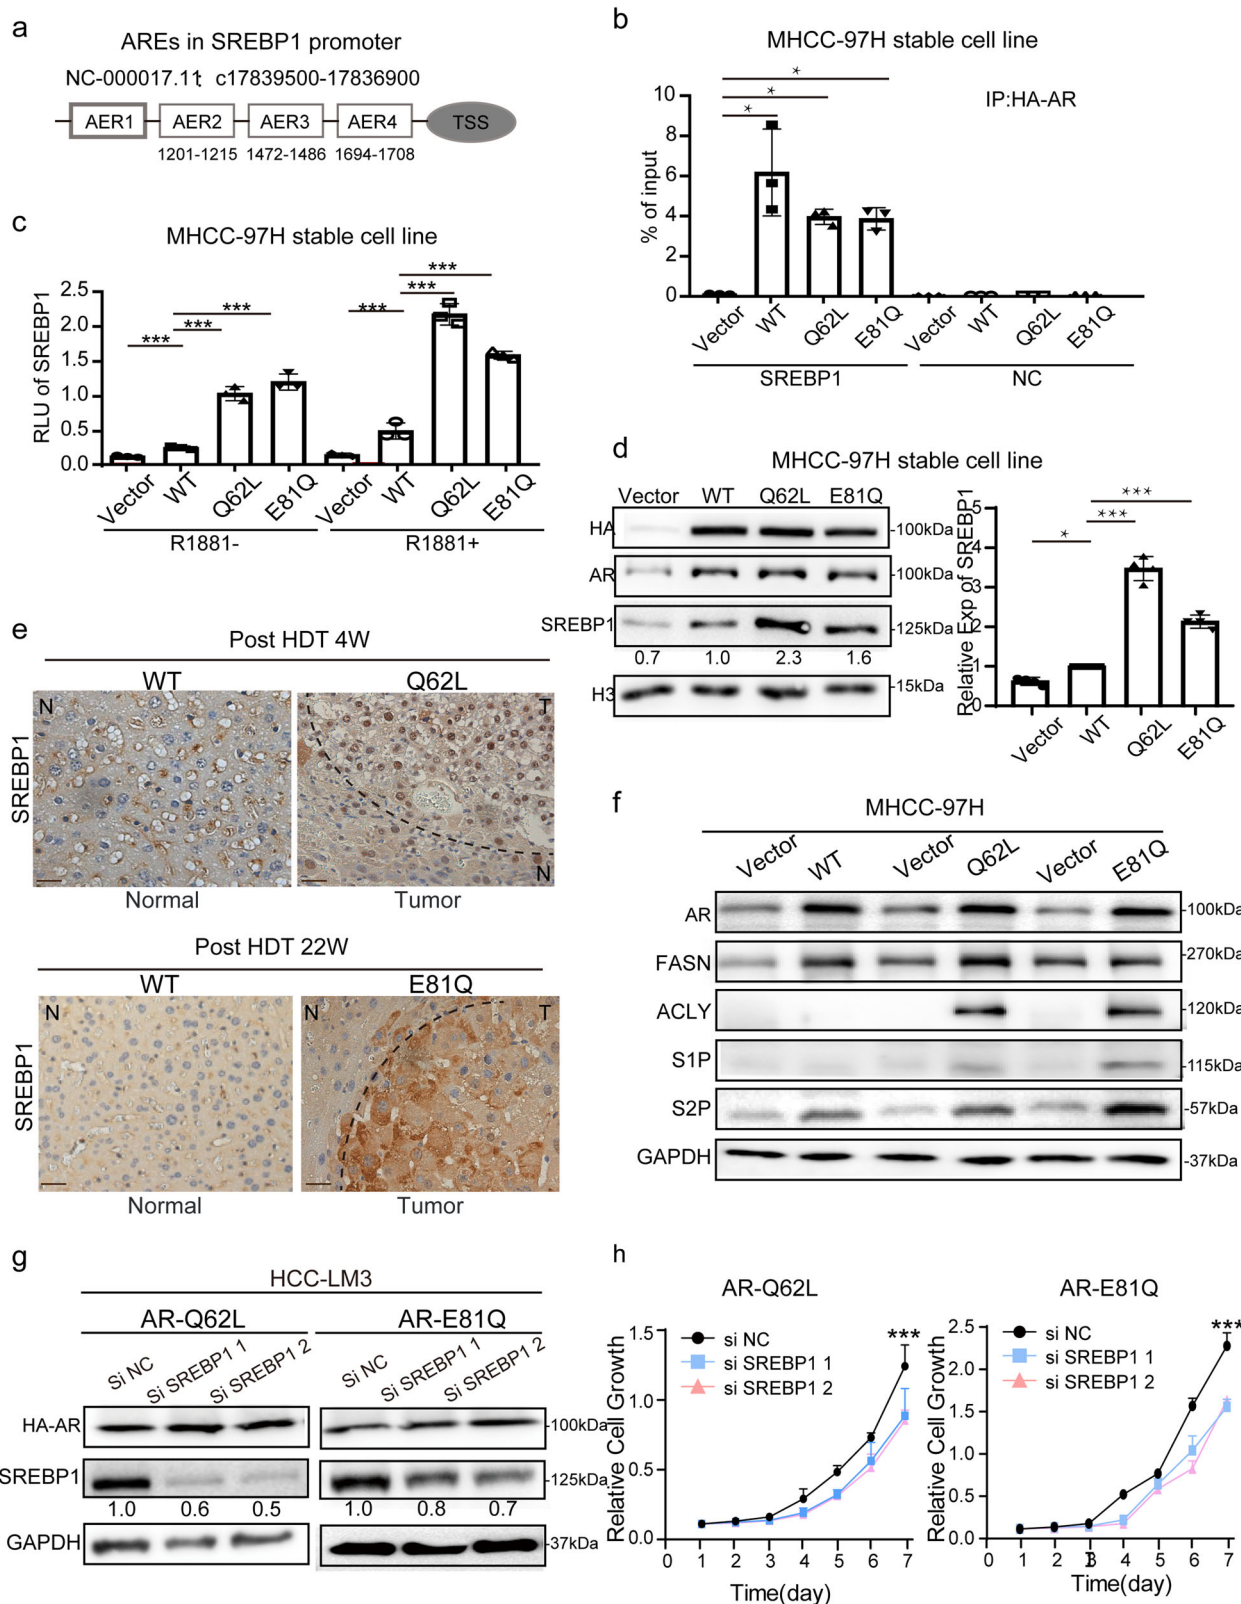 a
AREs in SREBP1 promoter
NC-000017.11: c17839500-17836900
AER1 AER2 AER3 AER4 TSS
1201-1215 1472-1486 1694-1708
b
MHCC-97H stable cell line
IP:HA-AR
* * *
% of input
10
8
6
4
2
0
Vector WT Q62L E81Q Vector WT Q62L E81Q
SREBP1 NC
c
MHCC-97H stable cell line
*** *** *** *** *** ***
RLU of SREBP1
2.5
2.0
1.5
1.0
0.5
0.0
Vector WT Q62L E81Q Vector WT Q62L E81Q
R1881- R1881+
d
MHCC-97H stable cell line
Vector WT Q62L E81Q
HA -100kDa
AR -100kDa
SREBP1 -125kDa
0.7 1.0 2.3 1.6
H3 -15kDa
* *** ***
Relative Exp of SREBP1
5
4
3
2
1
0
Vector WT Q62L E81Q
e
Post HDT 4W
WT Q62L
SREBP1
N T N
Normal Tumor
Post HDT 22W
WT E81Q
SREBP1
N N T
Normal Tumor
f
MHCC-97H
Vector WT Vector Q62L Vector E81Q
AR -100kDa
FASN -270kDa
ACLY -120kDa
S1P -115kDa
S2P -57kDa
GAPDH -37kDa
g
HCC-LM3
AR-Q62L AR-E81Q
Si NC Si SREBP1 1 Si SREBP1 2 Si NC Si SREBP1 1 Si SREBP1 2
HA-AR -100kDa
SREBP1 -125kDa
1.0 0.6 0.5 1.0 0.8 0.7
GAPDH -37kDa
h
AR-Q62L
si NC
si SREBP1 1
si SREBP1 2
***
Relative Cell Growth
1.5
1.0
0.5
0.0
0 1 2 3 4 5 6 7
Time(day)
AR-E81Q
si NC
si SREBP1 1
si SREBP1 2
***
Relative Cell Growth
2.5
2.0
1.5
1.0
0.5
0.0
0 1 2 3 4 5 6 7
Time(day)